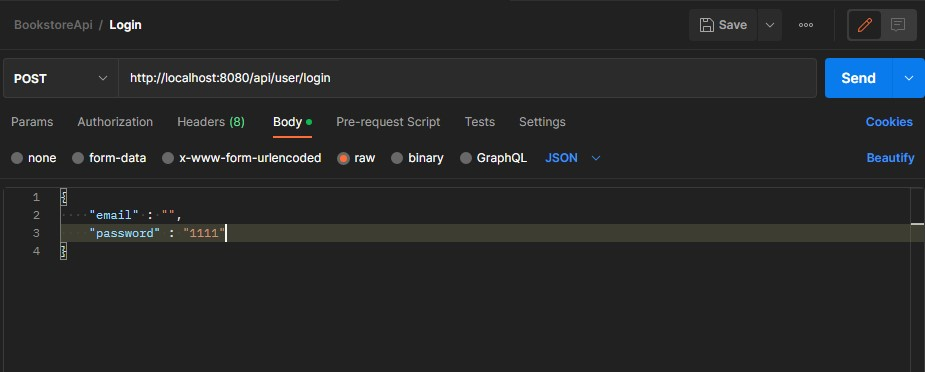 BookstoreApi / Login Save
POST http://localhost:8080/api/user/login Send
Params Authorization Headers (8) Body Pre-request Script Tests Settings Cookies
none form-data x-www-form-urlencoded raw binary GraphQL JSON Beautify
1 {
2 "email" : "",
3 "password" : "1111"
4 }